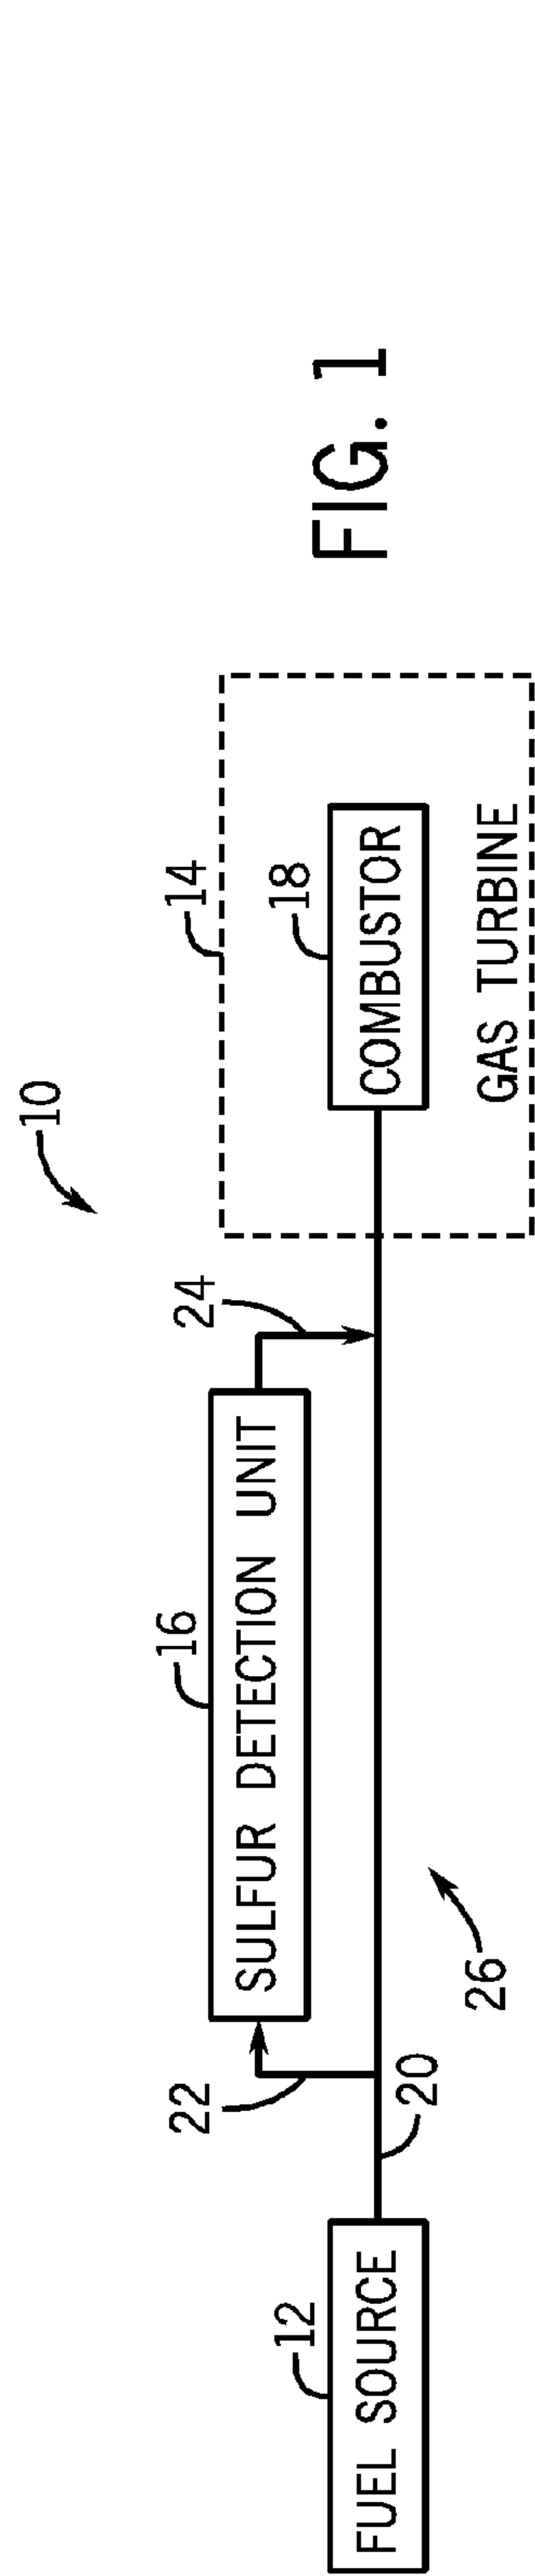 10
14
16
24
18
SULFUR DETECTION UNIT
22
12
COMBUSTOR
FUEL SOURCE
20
26
GAS TURBINE
FIG. 1